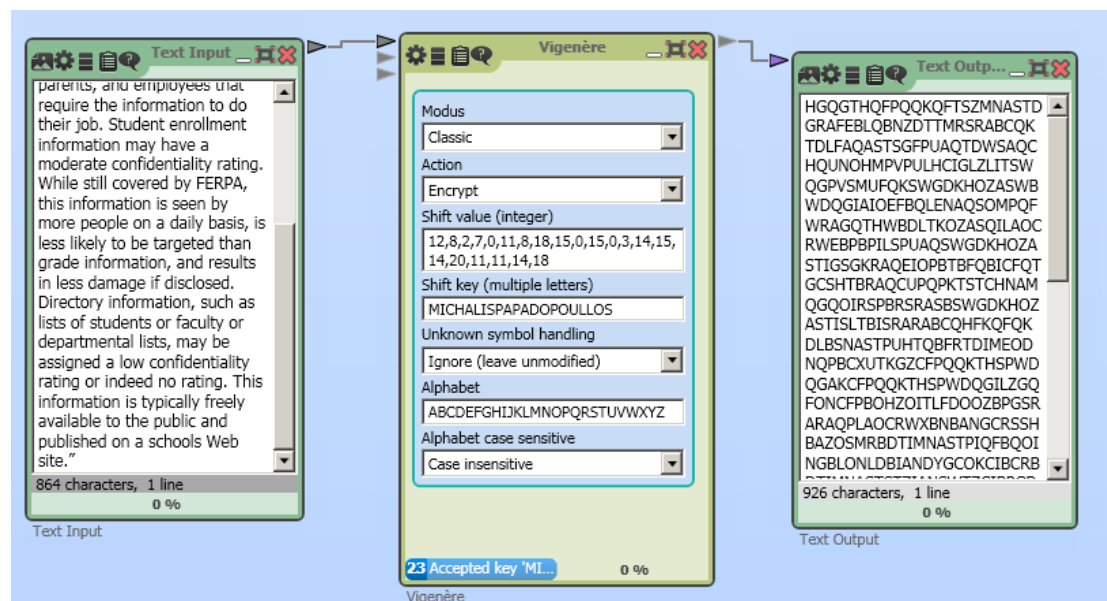 Text Input
parents, and employees that
require the information to do
their job. Student enrollment
information may have a
moderate confidentiality rating.
While still covered by FERPA,
this information is seen by
more people on a daily basis, is
less likely to be targeted than
grade information, and results
in less damage if disclosed.
Directory information, such as
lists of students or faculty or
departmental lists, may be
assigned a low confidentiality
rating or indeed no rating. This
information is typically freely
available to the public and
published on a schools Web
site.”
864 characters, 1 line
0 %
Text Input
Vigenère
Modus
Classic
Action
Encrypt
Shift value (integer)
12,8,2,7,0,11,8,18,15,0,15,0,3,14,15,
14,20,11,11,14,18
Shift key (multiple letters)
MICHALISPAPADOPOULLOS
Unknown symbol handling
Ignore (leave unmodified)
Alphabet
ABCDEFGHIJKLMNOPQRSTUVWXYZ
Alphabet case sensitive
Case insensitive
23 Accepted key 'MI...
0 %
Vigenère
Text Outp...
HGQGTHQFPQQKQFTSZMNASTD
GRAFEBLQBNZDTTMRSRABCQK
TDLFAQASTSGFPUAQTDWSAQC
HQUNOHMPVPULHCIGLZLITSW
QGPVSMUFQKSWGDKHOZASWB
WDQGIAIOEFBQLENAQSOMPQF
WRAGQTHWBDLTKOZASQILAOC
RWEBPBPILSPUAQSWGDKHOZA
STIGSGKRAQEIOPBTBFQBICFQT
GCSHTBRAQCUPQPKTSTCHNAM
QGQOIRSPBRSRASBSWGDKHOZ
ASTISLTBISRARABCQHFKQFQK
DLBSNASTPUHTQBFRTDIMEOD
NQPBCXUTKGZCFPQQKTHSPWD
QGAKCFPQQKTHSPWDQGILZGQ
FONCFPBOHZOITLFDOOZBPGSR
ARAQPLAOCRWXBNBANGCRSSH
BAZOSMRBDTIMNASTPIQFBQOI
NGBLONLDBIANDYGCOKCIBCRB
926 characters, 1 line
0 %
Text Output